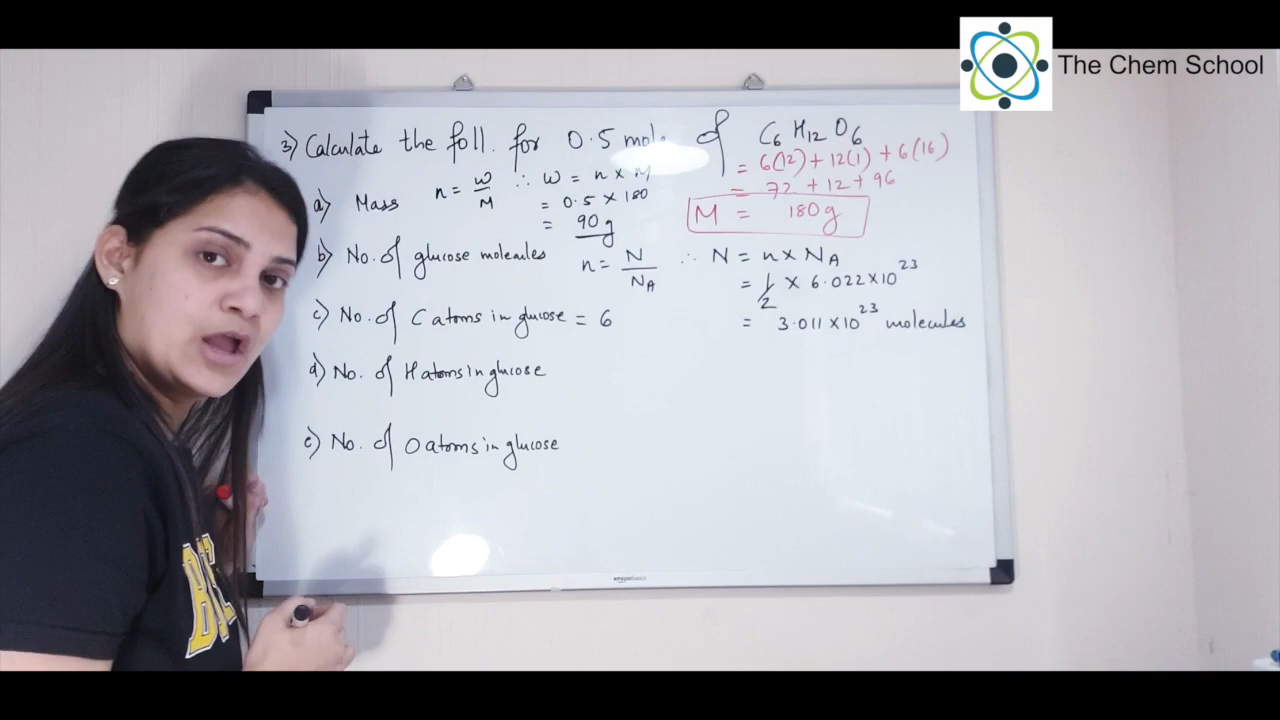 The Chem School
3) Calculate the foll. for 0.5 mole of C6 H12 O6
= 6(12) + 12(1) + 6(16)
= 72 + 12 + 96
M = 180g
a) Mass n = w/M ∴ w = n × M
= 0.5 × 180
= 90 g
b) No. of glucose molecules n = N/NA ∴ N = n × NA
= 1/2 × 6.022 × 10^23
= 3.011 × 10^23 molecules
c) No. of C atoms in glucose = 6
d) No. of H atoms in glucose
e) No. of O atoms in glucose
amazonbasics